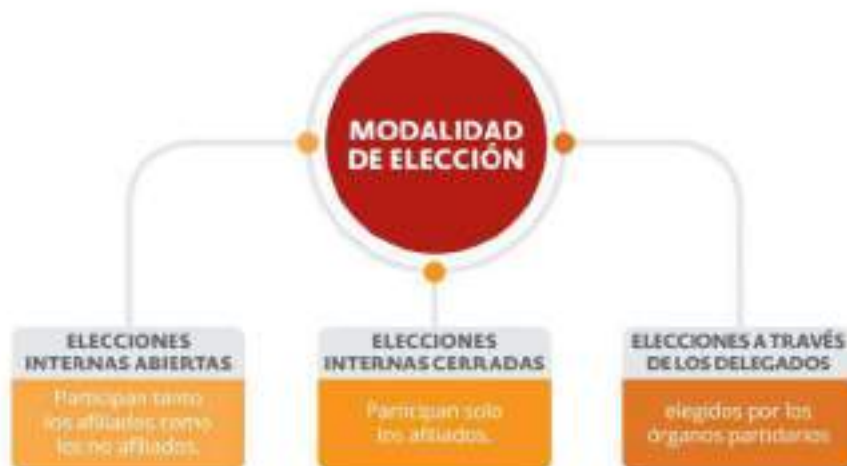 MODALIDAD
DE ELECCIÓN
ELECCIONES
INTERNAS ABIERTAS
Participan tanto
los afiliados como
los no afiliados.
ELECCIONES
INTERNAS CERRADAS
Participan solo
los afiliados.
ELECCIONES A TRAVÉS
DE LOS DELEGADOS
elegidos por los
órganos partidarios